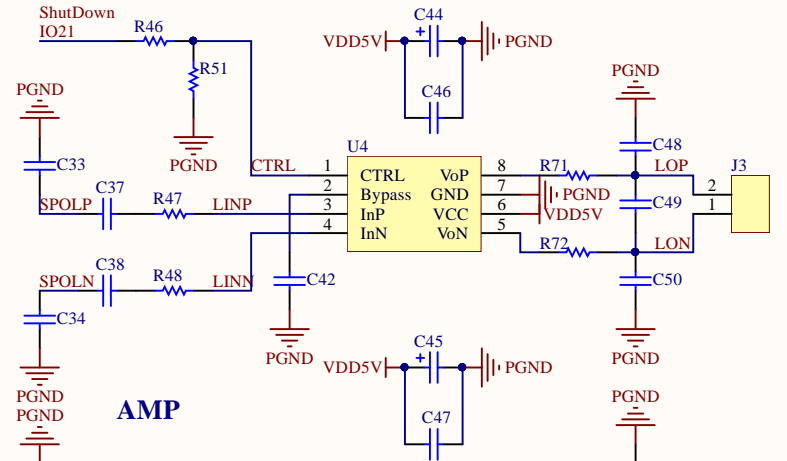 ShutDown
IO21
R46
R51
PGND
C44
VDD5V
+
PGND
C46
PGND
C33
SPOLP
C37
R47
LINP
CTRL
U4
1 CTRL VoP 8
2 Bypass GND 7
3 InP VCC 6
4 InN VoN 5
R71
PGND
VDD5V
R72
PGND
C48
LOP
J3
2
1
C49
LON
C50
PGND
SPOLN
C38
R48
LINN
C34
C42
PGND
PGND
PGND
AMP
C45
VDD5V
+
PGND
C47
PGND